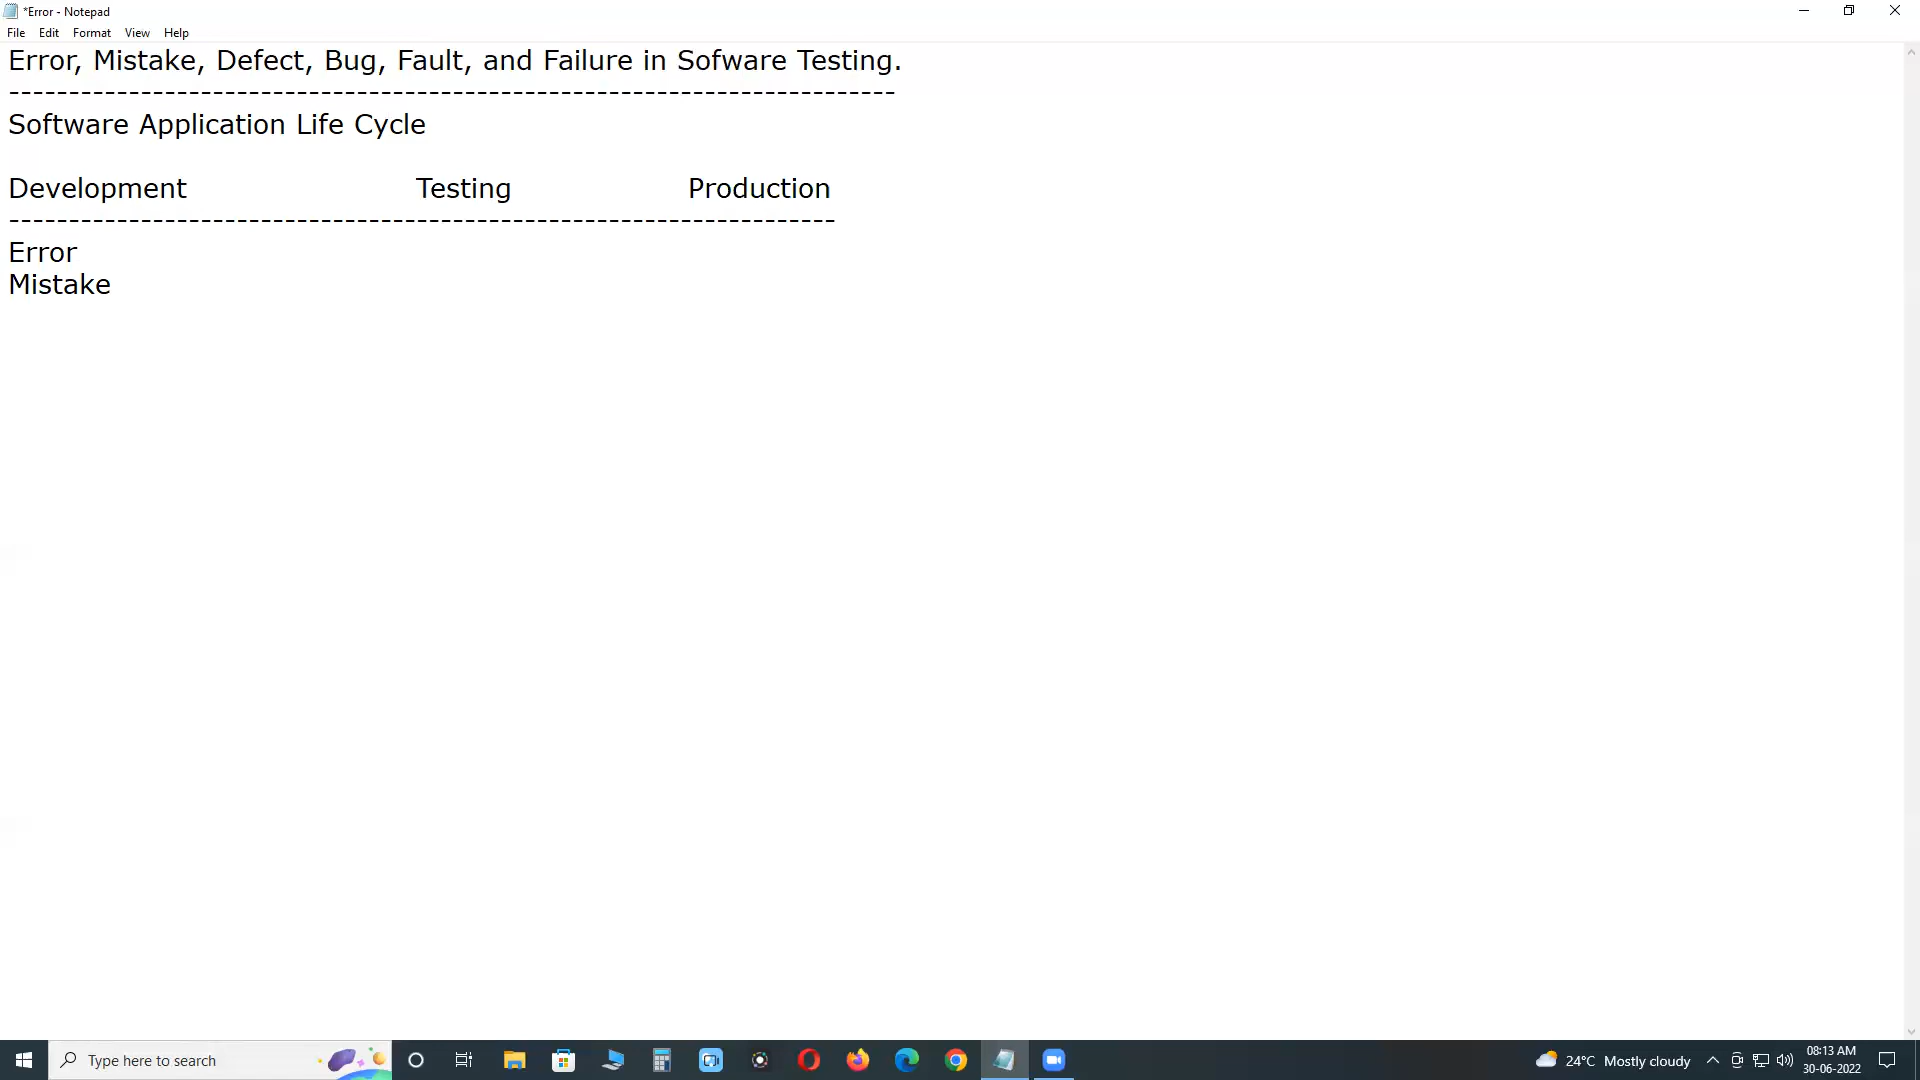 *Error - Notepad
File Edit Format View Help
Error, Mistake, Defect, Bug, Fault, and Failure in Sofware Testing.
--------------------------------------------------------------------------
Software Application Life Cycle
Development Testing Production
---------------------------------------------------------------------
Error
Mistake
Type here to search
24°C Mostly cloudy
08:13 AM
30-06-2022